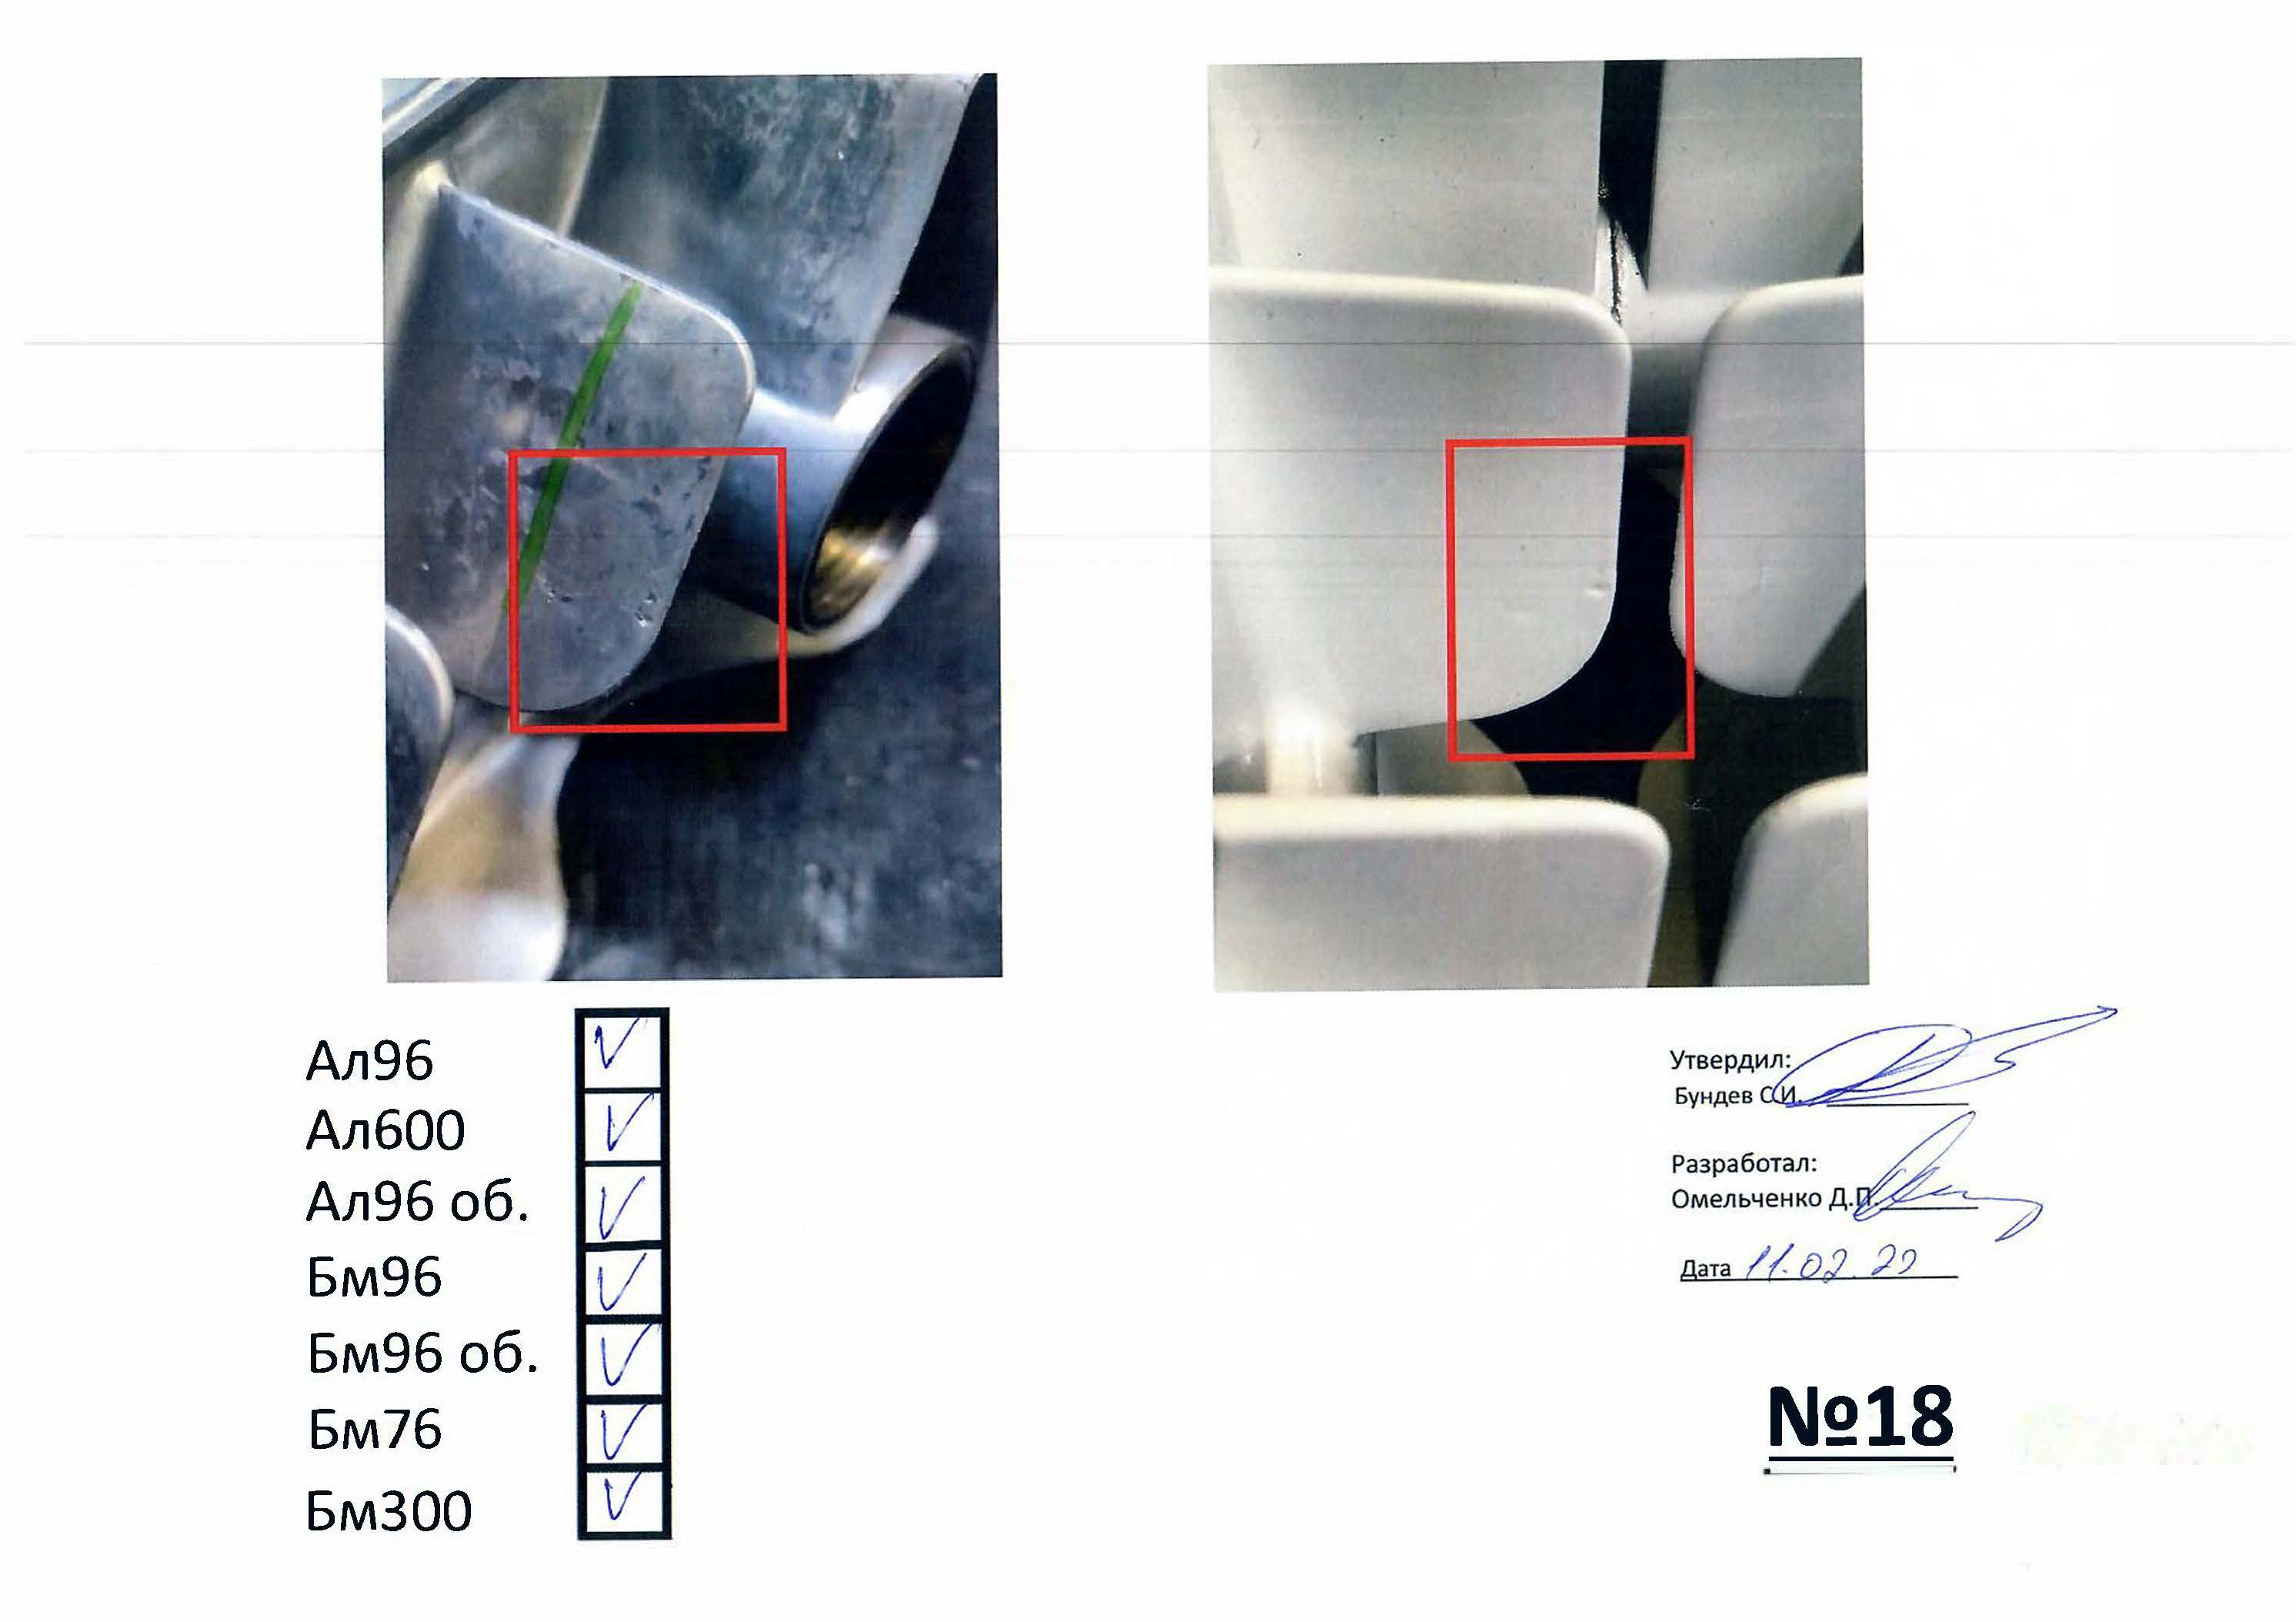 Ал96
Ал600
Ал96 об.
Бм96
Бм96 об.
Бм76
Бм300
Утвердил:
Бундев С.И.
Разработал:
Омельченко Д.П.
Дата 11.02.22
№18